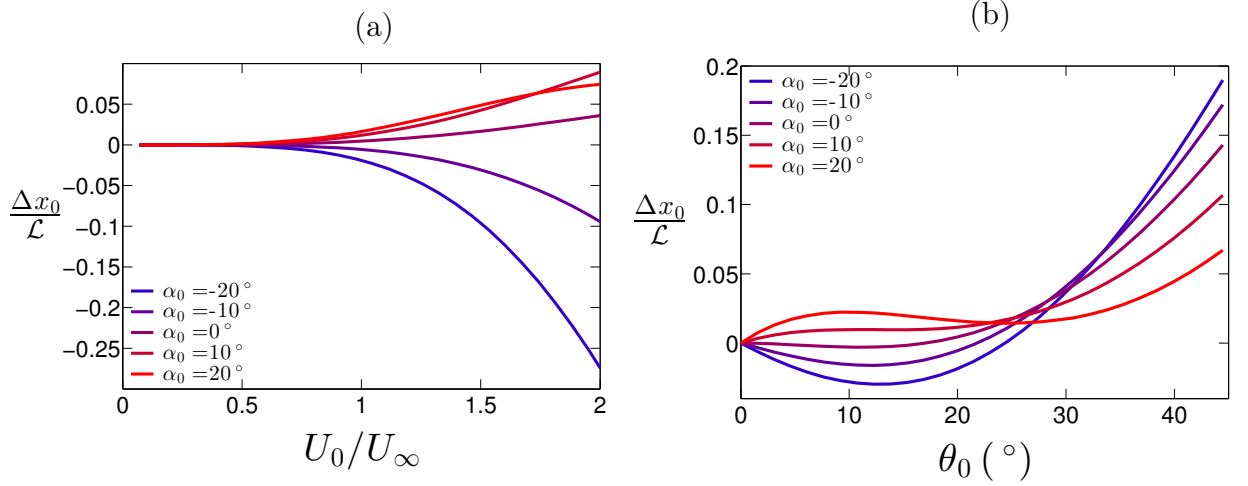 (a)
0.05
0
−0.05
−0.1
−0.15
−0.2
−0.25
Δx₀/ℒ
α₀ =-20°
α₀ =-10°
α₀ =0°
α₀ =10°
α₀ =20°
0 0.5 1 1.5 2
U₀/U∞
(b)
0.2
0.15
0.1
0.05
0
Δx₀/ℒ
α₀ =-20°
α₀ =-10°
α₀ =0°
α₀ =10°
α₀ =20°
0 10 20 30 40
θ₀ (°)